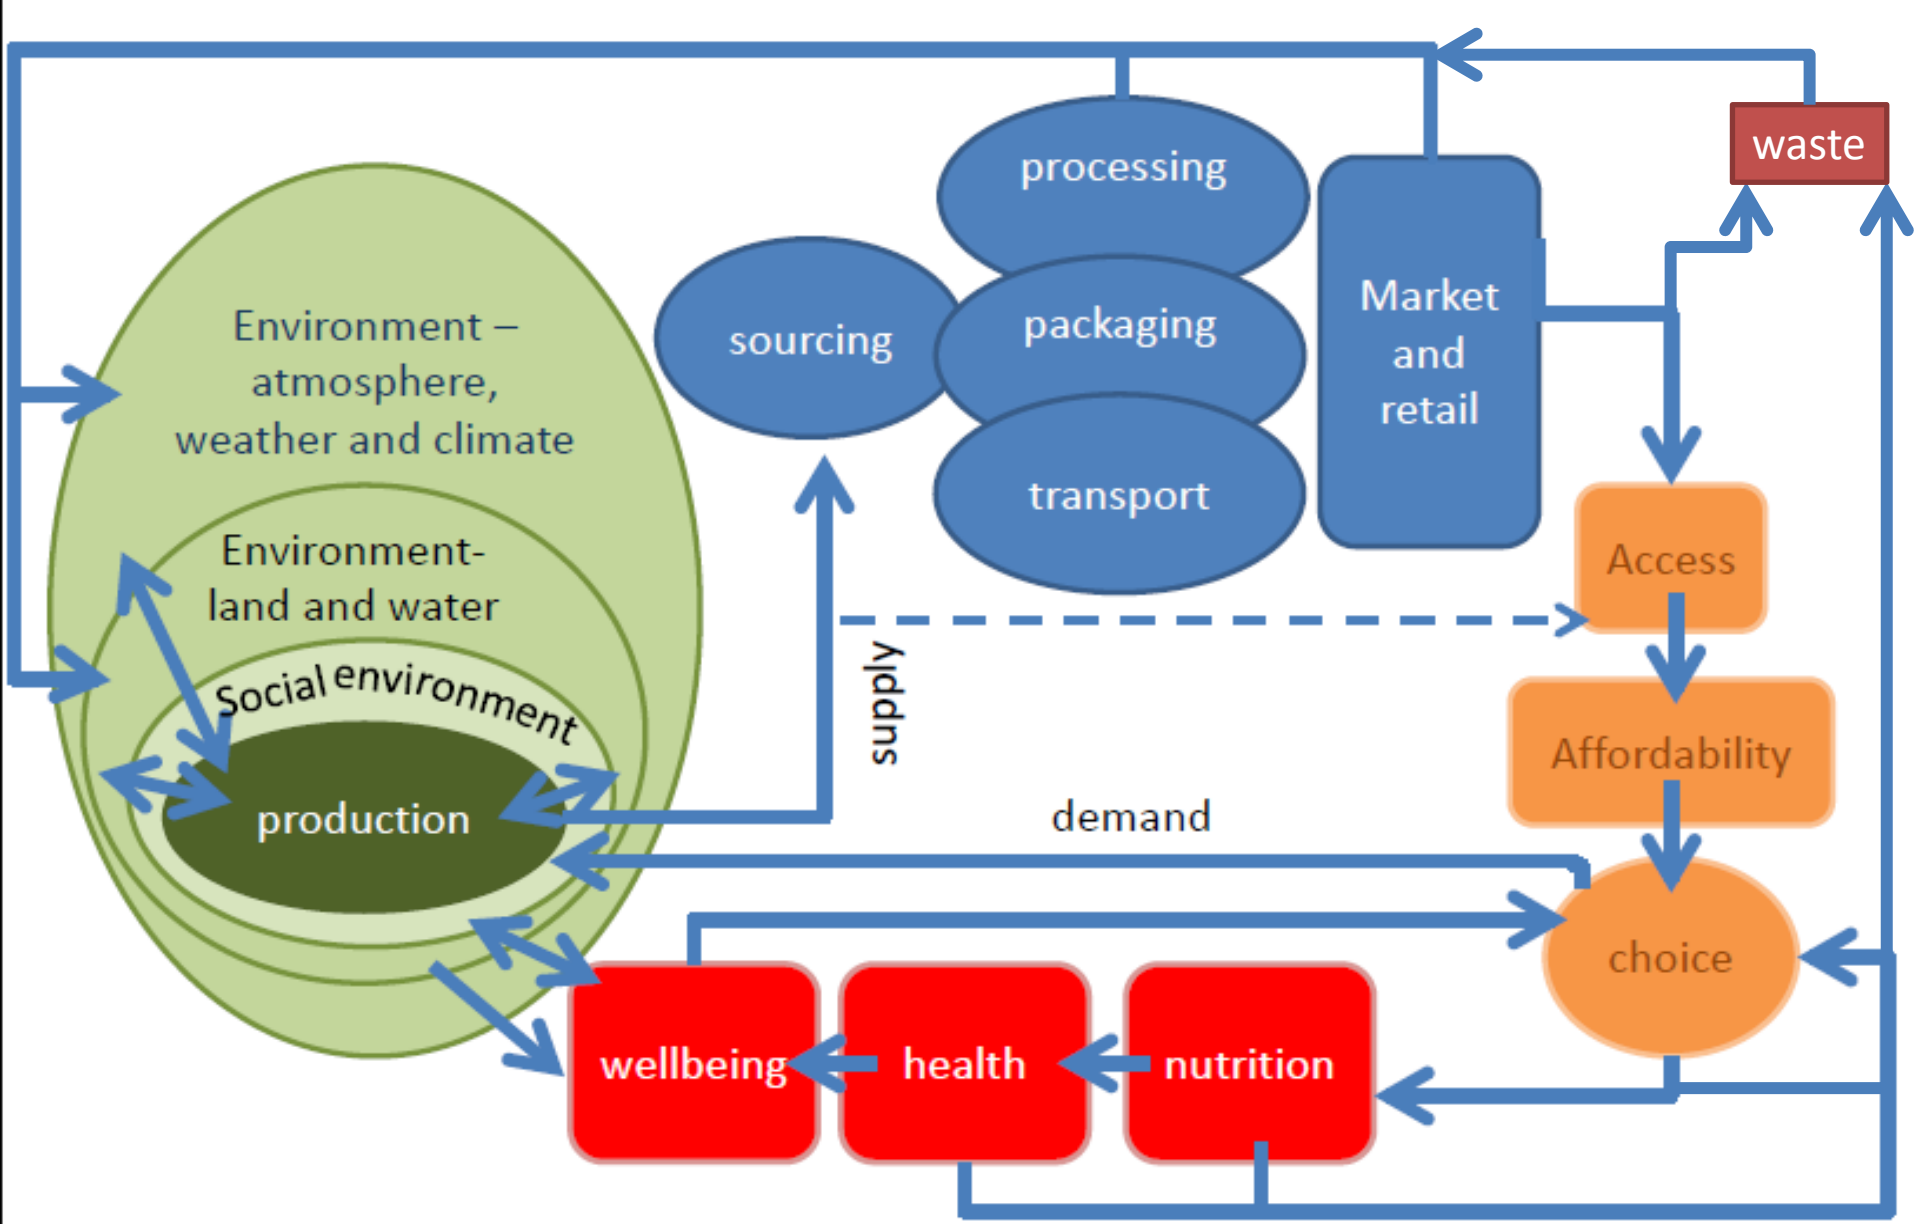 waste
processing
Market
and
retail
packaging
sourcing
transport
Environment –
atmosphere,
weather and climate
Environment-
land and water
Social environment
production
supply
demand
Access
Affordability
choice
wellbeing
health
nutrition